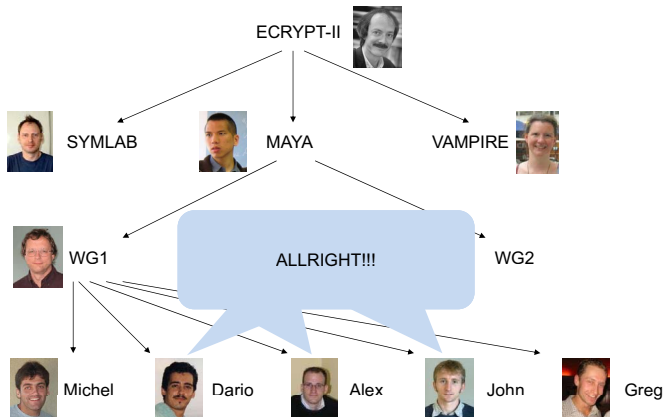 ECRYPT-II
SYMLAB
MAYA
VAMPIRE
WG1
ALLRIGHT!!!
WG2
Michel
Dario
Alex
John
Greg